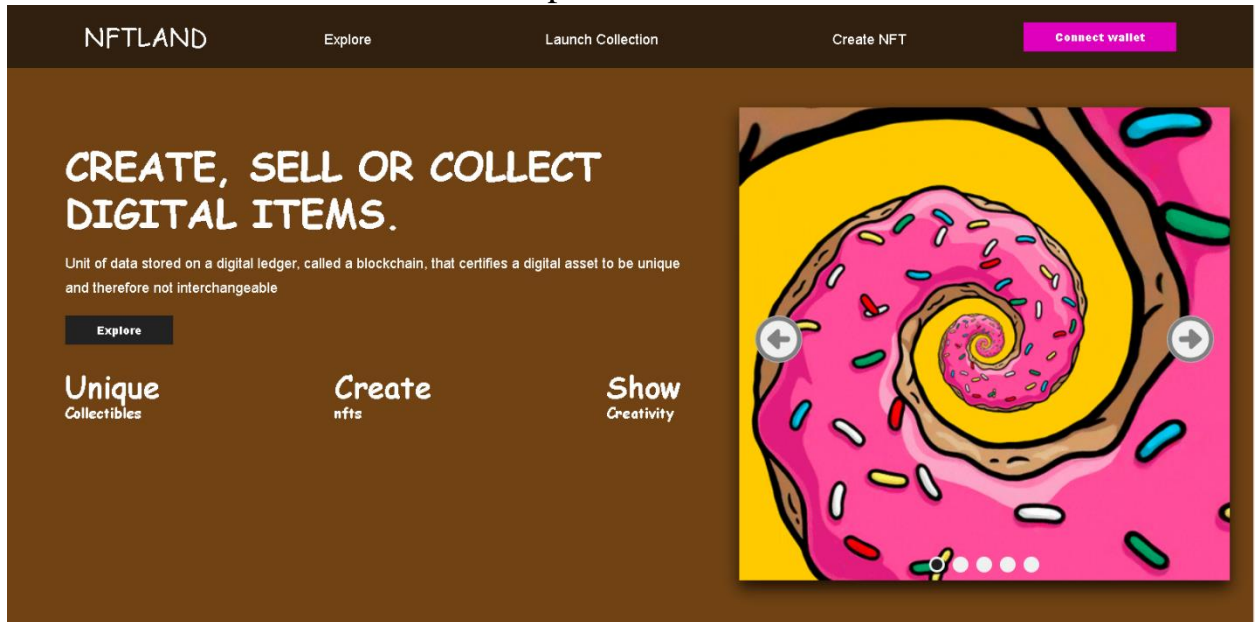 NFTLAND
Explore
Launch Collection
Create NFT
Connect wallet
CREATE, SELL OR COLLECT
DIGITAL ITEMS.
Unit of data stored on a digital ledger, called a blockchain, that certifies a digital asset to be unique
and therefore not interchangeable
Explore
Unique
Collectibles
Create
nfts
Show
Creativity